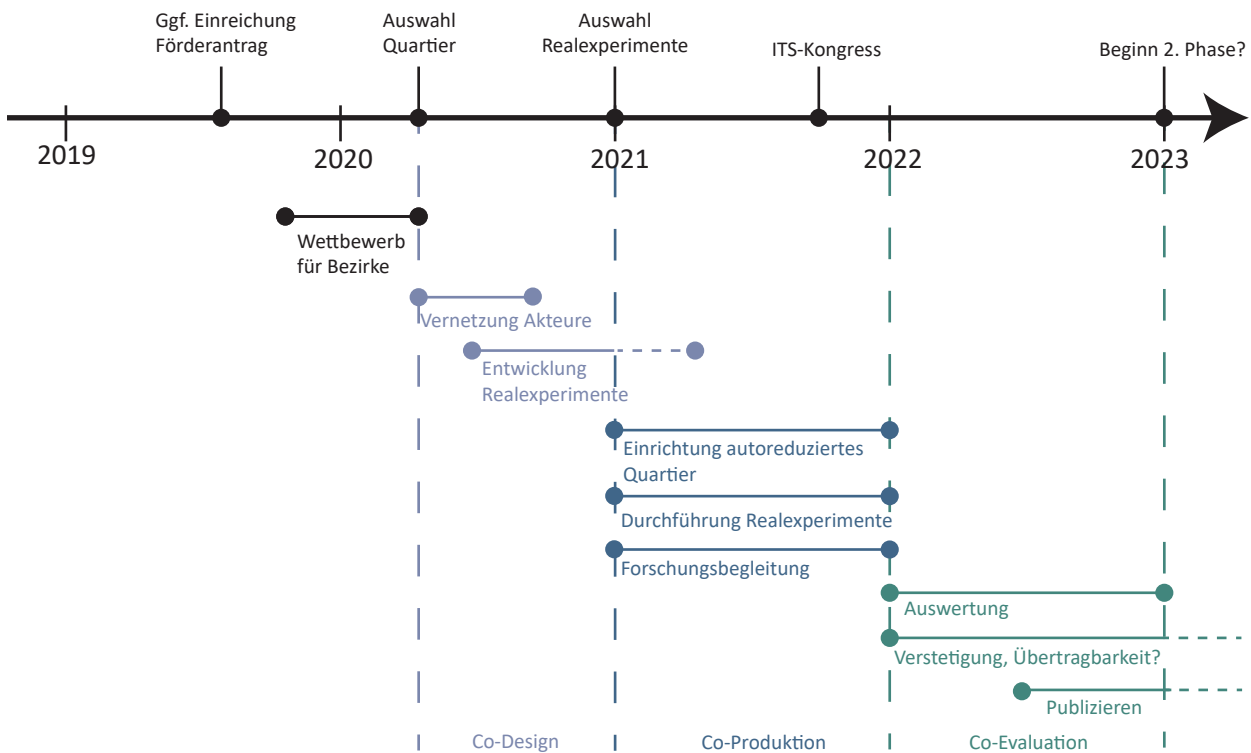 Ggf. Einreichung
Förderantrag
Auswahl
Quartier
Auswahl
Realexperimente
ITS-Kongress
Beginn 2. Phase?
2019
2020
2021
2022
2023
Wettbewerb
für Bezirke
Vernetzung Akteure
Entwicklung
Realexperimente
Einrichtung autoreduziertes
Quartier
Durchführung Realexperimente
Forschungsbegleitung
Auswertung
Verstetigung, Übertragbarkeit?
Publizieren
Co-Design
Co-Produktion
Co-Evaluation